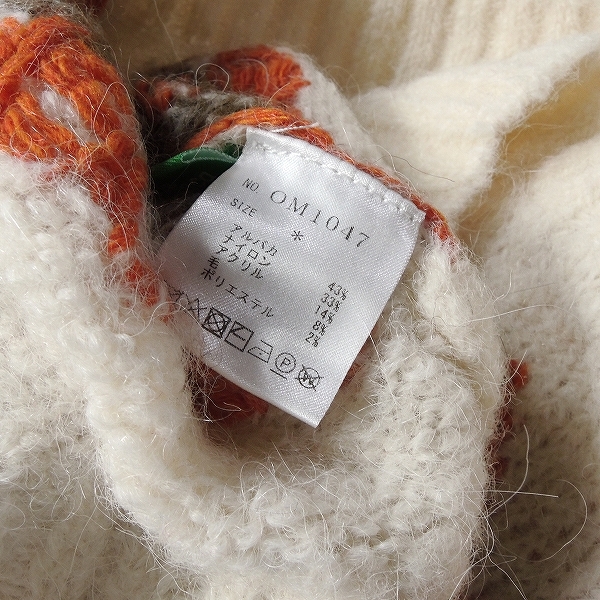 NO. OM1047
SIZE *
アルパカ 43%
ナイロン 33%
アクリル 14%
毛 8%
ポリエステル 2%
P